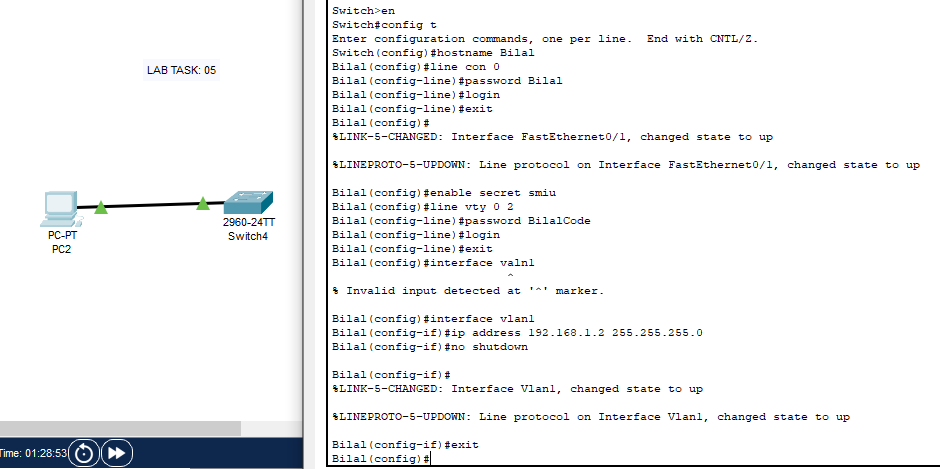 LAB TASK: 05
PC-PT
PC2
2960-24TT
Switch4
Time: 01:28:53
Switch>en
Switch#config t
Enter configuration commands, one per line.  End with CNTL/Z.
Switch(config)#hostname Bilal
Bilal(config)#line con 0
Bilal(config-line)#password Bilal
Bilal(config-line)#login
Bilal(config-line)#exit
Bilal(config)#
%LINK-5-CHANGED: Interface FastEthernet0/1, changed state to up
%LINEPROTO-5-UPDOWN: Line protocol on Interface FastEthernet0/1, changed state to up
Bilal(config)#enable secret smiu
Bilal(config)#line vty 0 2
Bilal(config-line)#password BilalCode
Bilal(config-line)#login
Bilal(config-line)#exit
Bilal(config)#interface valn1
^
% Invalid input detected at '^' marker.
Bilal(config)#interface vlan1
Bilal(config-if)#ip address 192.168.1.2 255.255.255.0
Bilal(config-if)#no shutdown
Bilal(config-if)#
%LINK-5-CHANGED: Interface Vlan1, changed state to up
%LINEPROTO-5-UPDOWN: Line protocol on Interface Vlan1, changed state to up
Bilal(config-if)#exit
Bilal(config)#